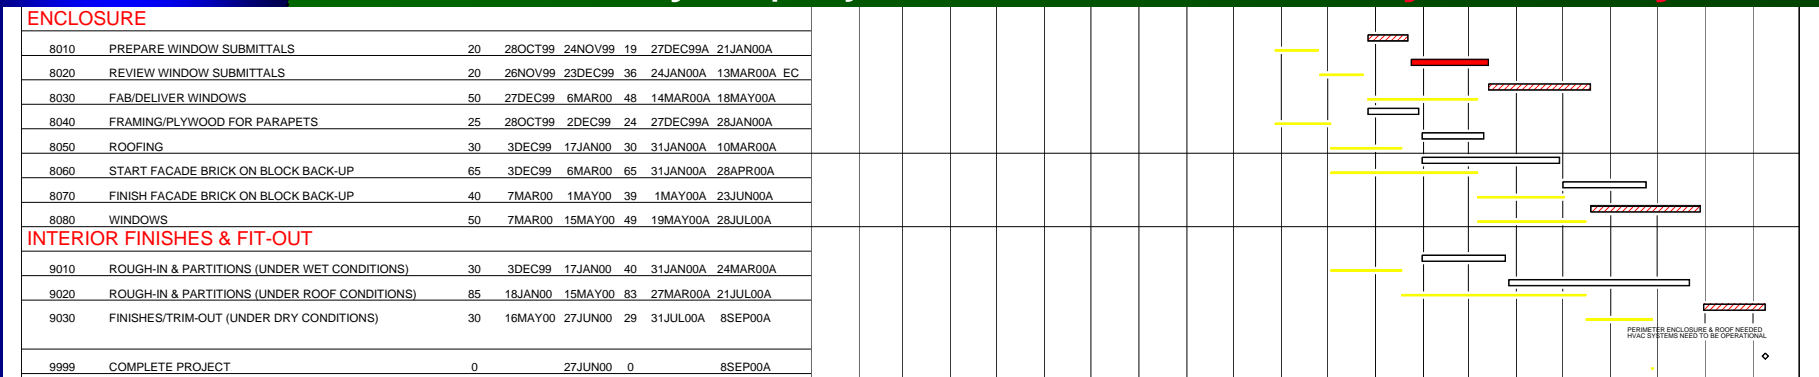 ENCLOSURE
8010 PREPARE WINDOW SUBMITTALS 20 28OCT99 24NOV99 19 27DEC99A 21JAN00A
8020 REVIEW WINDOW SUBMITTALS 20 26NOV99 23DEC99 36 24JAN00A 13MAR00A EC
8030 FAB/DELIVER WINDOWS 50 27DEC99 6MAR00 48 14MAR00A 18MAY00A
8040 FRAMING/PLYWOOD FOR PARAPETS 25 28OCT99 2DEC99 24 27DEC99A 28JAN00A
8050 ROOFING 30 3DEC99 17JAN00 30 31JAN00A 10MAR00A
8060 START FACADE BRICK ON BLOCK BACK-UP 65 3DEC99 6MAR00 65 31JAN00A 28APR00A
8070 FINISH FACADE BRICK ON BLOCK BACK-UP 40 7MAR00 1MAY00 39 1MAY00A 23JUN00A
8080 WINDOWS 50 7MAR00 15MAY00 49 19MAY00A 28JUL00A
INTERIOR FINISHES & FIT-OUT
9010 ROUGH-IN & PARTITIONS (UNDER WET CONDITIONS) 30 3DEC99 17JAN00 40 31JAN00A 24MAR00A
9020 ROUGH-IN & PARTITIONS (UNDER ROOF CONDITIONS) 85 18JAN00 15MAY00 83 27MAR00A 21JUL00A
9030 FINISHES/TRIM-OUT (UNDER DRY CONDITIONS) 30 16MAY00 27JUN00 29 31JUL00A 8SEP00A
PERIMETER ENCLOSURE & ROOF NEEDED
HVAC SYSTEMS NEED TO BE OPERATIONAL
9999 COMPLETE PROJECT 0 27JUN00 0 8SEP00A